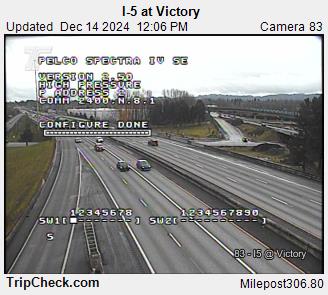 I-5 at Victory
Updated Dec 14 2024 12:06 PM Camera 83
PELCO SPECTRA IV SE
VERSION 2.50
HIGH PRESSURE
COMM 2400:N:8:1
CONFIGURE DONE
12345678 1234567890
SW1[ ] SW2[ ]
S
83 - I5 @ Victory
TripCheck.com Milepost306.80